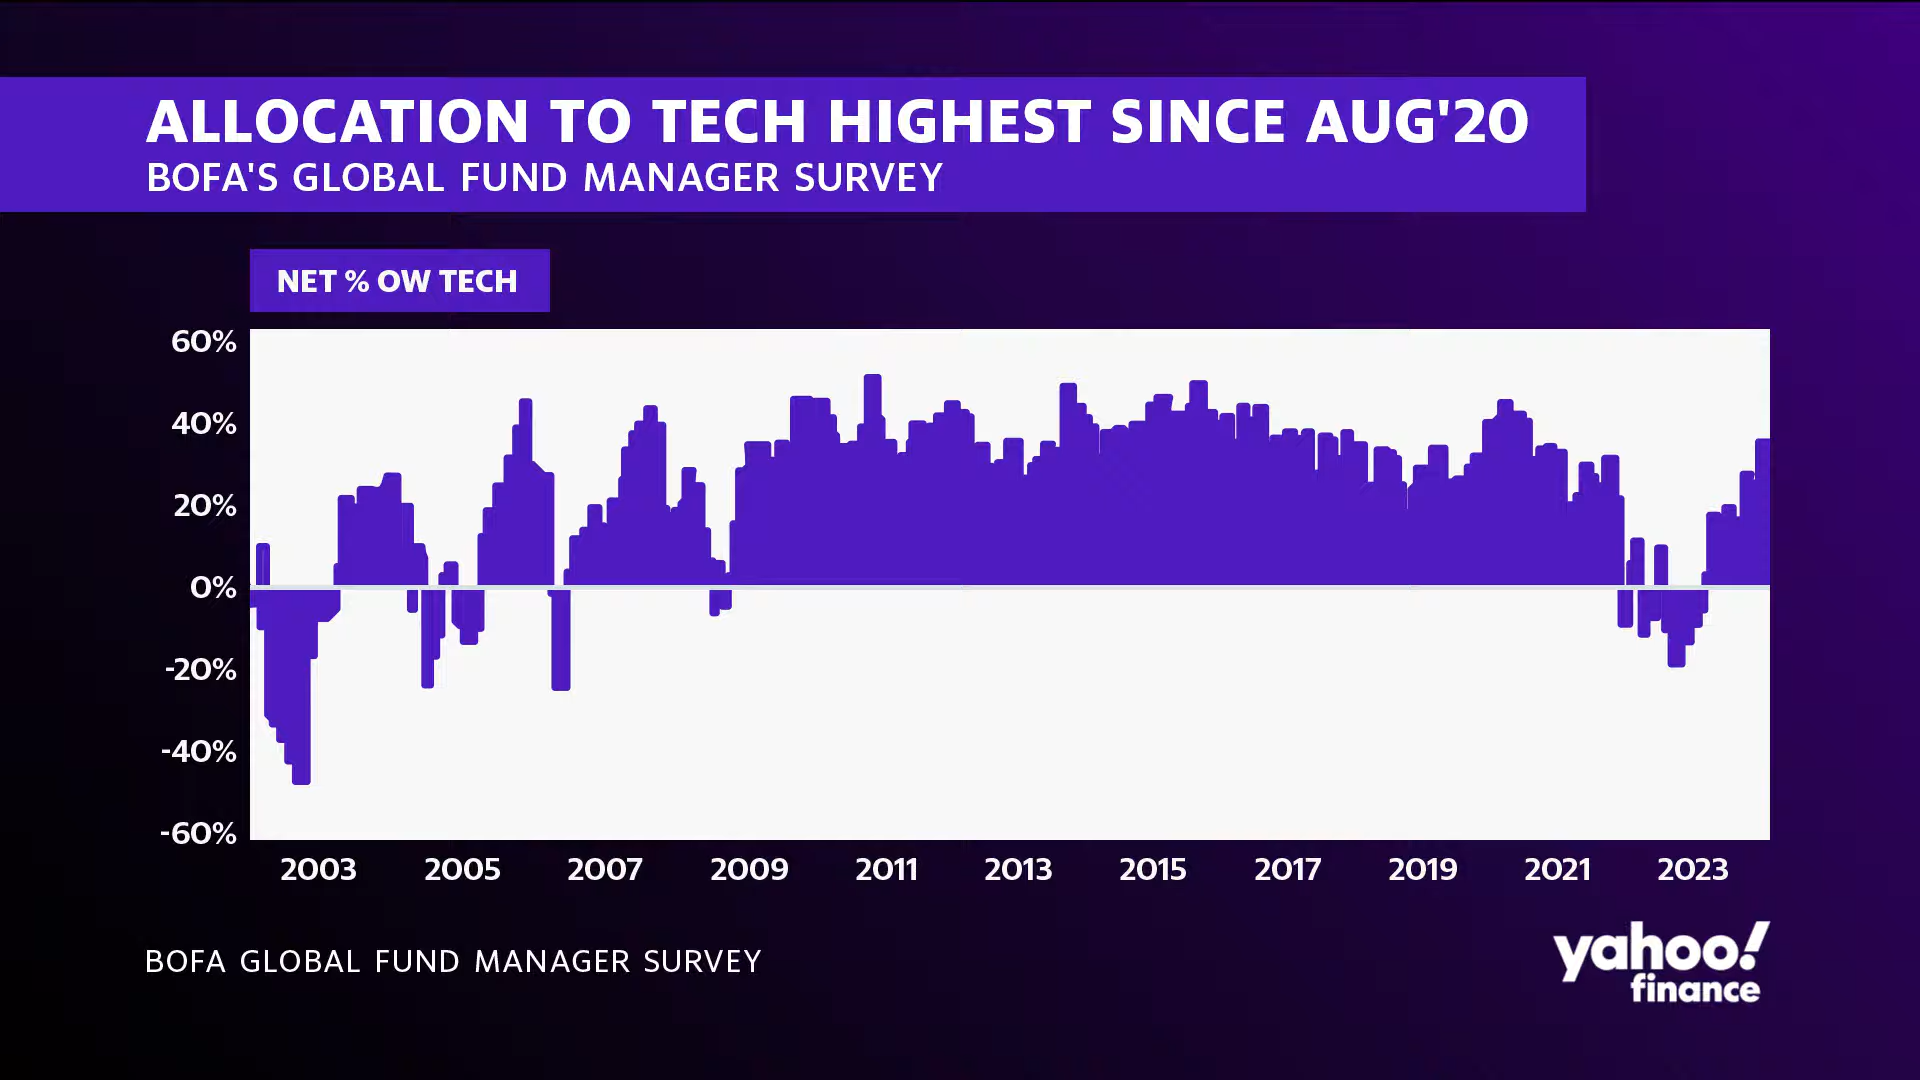 ALLOCATION TO TECH HIGHEST SINCE AUG'20
BOFA'S GLOBAL FUND MANAGER SURVEY
NET % OW TECH
60%
40%
20%
0%
-20%
-40%
-60%
2003 2005 2007 2009 2011 2013 2015 2017 2019 2021 2023
BOFA GLOBAL FUND MANAGER SURVEY
yahoo!
finance